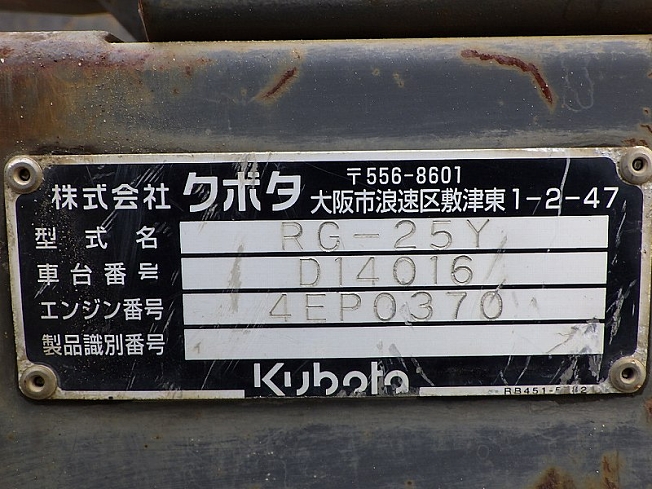 株式会社 クボタ 〒556-8601
大阪市浪速区敷津東1-2-47
型式名 RG-25Y
車台番号 D14016
エンジン番号 4EP0370
製品識別番号
Kubota